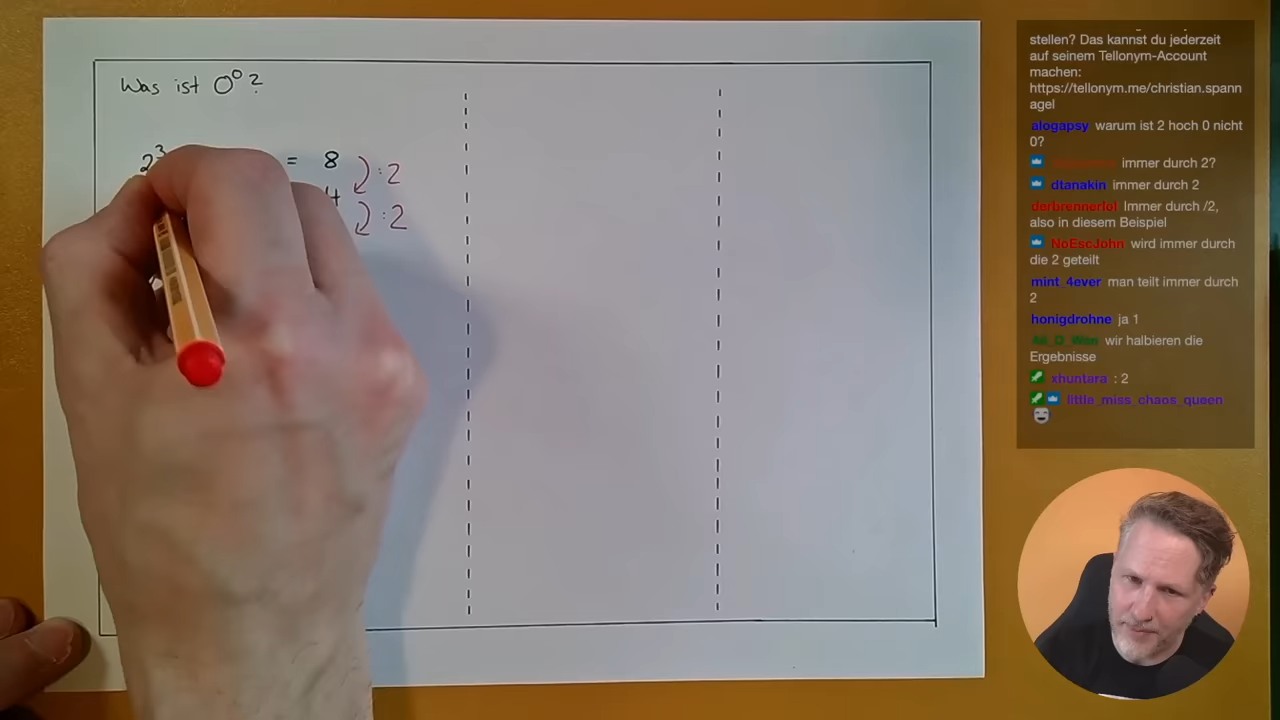 Was ist 0⁰?
2³ = 8 :2
4 :2
stellen? Das kannst du jederzeit
auf seinem Tellonym-Account
machen:
https://tellonym.me/christian.spann
agel
alogapsy warum ist 2 hoch 0 nicht
0?
immer durch 2?
dtanakin immer durch 2
derbrennerlol Immer durch /2,
also in diesem Beispiel
NoEscJohn wird immer durch
die 2 geteilt
mint_4ever man teilt immer durch
2
honigdrohne ja 1
Ali_D_Wan wir halbieren die
Ergebnisse
xhuntara : 2
little_miss_chaos_queen